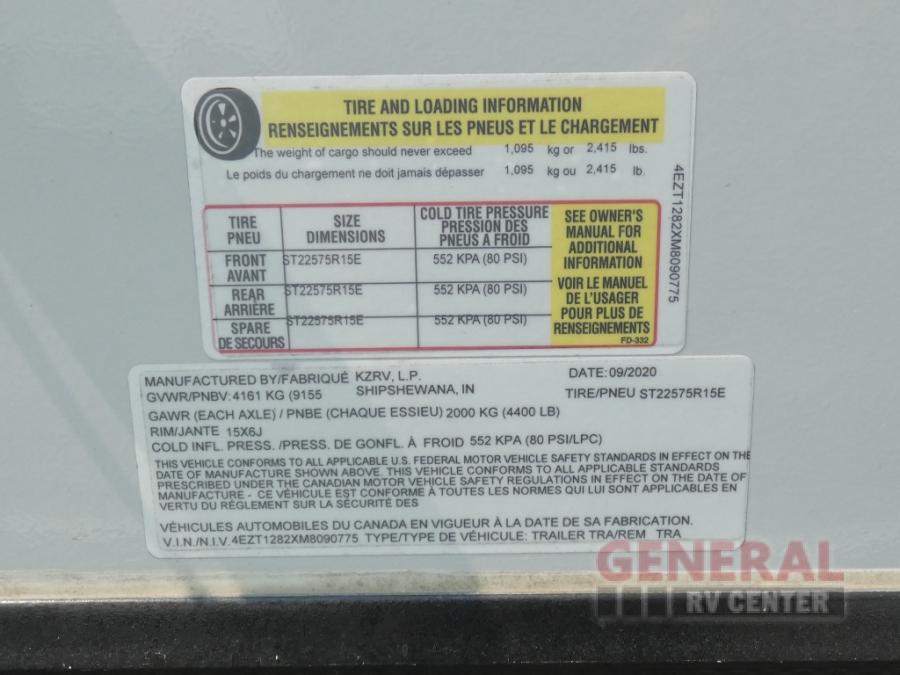 TIRE AND LOADING INFORMATION
RENSEIGNEMENTS SUR LES PNEUS ET LE CHARGEMENT
The weight of cargo should never exceed 1,095 kg or 2,415 lbs.
Le poids du chargement ne doit jamais dépasser 1,095 kg ou 2,415 lb.
TIRE PNEU
SIZE DIMENSIONS
COLD TIRE PRESSURE
PRESSION DES
PNEUS A FROID
FRONT AVANT
ST22575R15E
552 KPA (80 PSI)
REAR ARRIÈRE
ST22575R15E
552 KPA (80 PSI)
SPARE DE SECOURS
ST22575R15E
552 KPA (80 PSI)
SEE OWNER'S
MANUAL FOR
ADDITIONAL
INFORMATION
VOIR LE MANUEL
DE L'USAGER
POUR PLUS DE
RENSEIGNEMENTS
FD-332
4EZT1282XM8090775
MANUFACTURED BY/FABRIQUÉ KZRV, L.P. DATE: 09/2020
GVWR/PNBV: 4161 KG (9155 SHIPSHEWANA, IN TIRE/PNEU ST22575R15E
GAWR (EACH AXLE) / PNBE (CHAQUE ESSIEU) 2000 KG (4400 LB)
RIM/JANTE 15X6J
COLD INFL. PRESS. /PRESS. DE GONFL. À FROID 552 KPA (80 PSI/LPC)
THIS VEHICLE CONFORMS TO ALL APPLICABLE U.S. FEDERAL MOTOR VEHICLE SAFETY STANDARDS IN EFFECT ON THE
DATE OF MANUFACTURE SHOWN ABOVE. THIS VEHICLE CONFORMS TO ALL APPLICABLE STANDARDS
PRESCRIBED UNDER THE CANADIAN MOTOR VEHICLE SAFETY REGULATIONS IN EFFECT ON THE DATE OF
MANUFACTURE - CE VÉHICULE EST CONFORME À TOUTES LES NORMES QUI LUI SONT APPLICABLES EN
VERTU DU RÈGLEMENT SUR LA SÉCURITÉ DES
VÉHICULES AUTOMOBILES DU CANADA EN VIGUEUR À LA DATE DE SA FABRICATION.
V.I.N./N.I.V. 4EZT1282XM8090775 TYPE/TYPE DE VÉHICULE: TRAILER TRA/REM TRA
GENERAL
RV CENTER